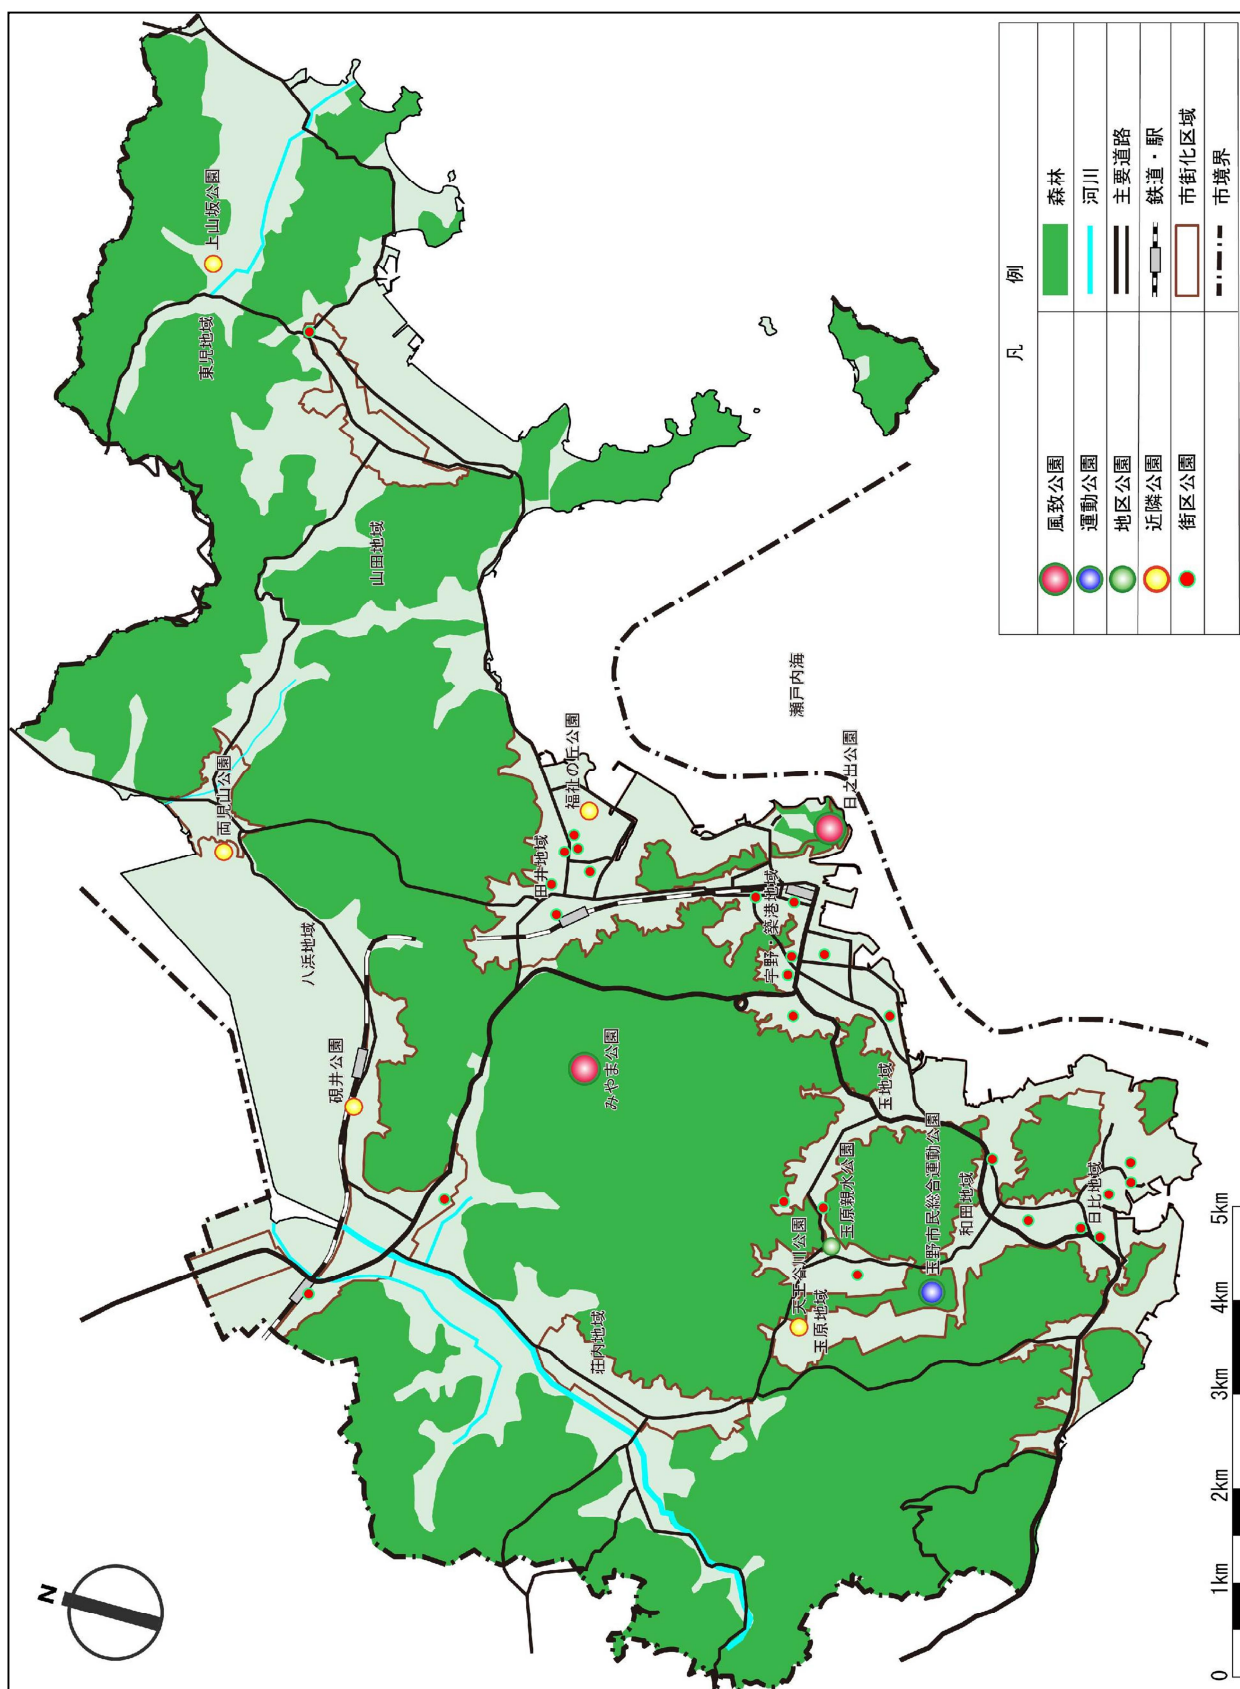 凡 例
風致公園 森林
運動公園 河川
地区公園 主要道路
近隣公園 鉄道・駅
街区公園 市街化区域
市境界
上山坂公園
東児地域
山田地域
両児山公園
八浜地域
硯井公園
福祉の丘公園
田井地域
瀬戸内海
日之出公園
宇野・築港地域
みやま公園
玉地域
玉原親水公園
玉野市民総合運動公園
和田地域
日比地域
天王谷川公園
玉原地域
荘内地域
N
0 1km 2km 3km 4km 5km